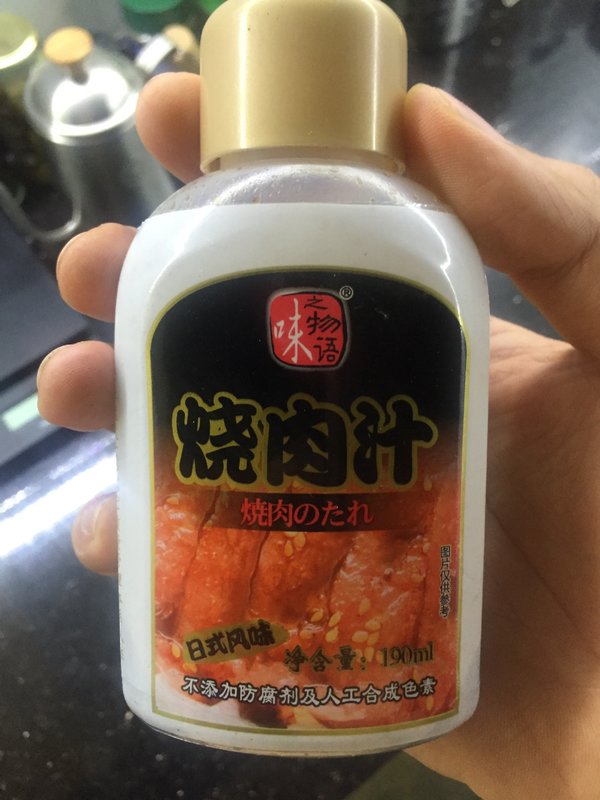 味之物语®
烧肉汁
焼肉のたれ
图片仅供参考
日式风味
净含量：190ml
不添加防腐剂及人工合成色素